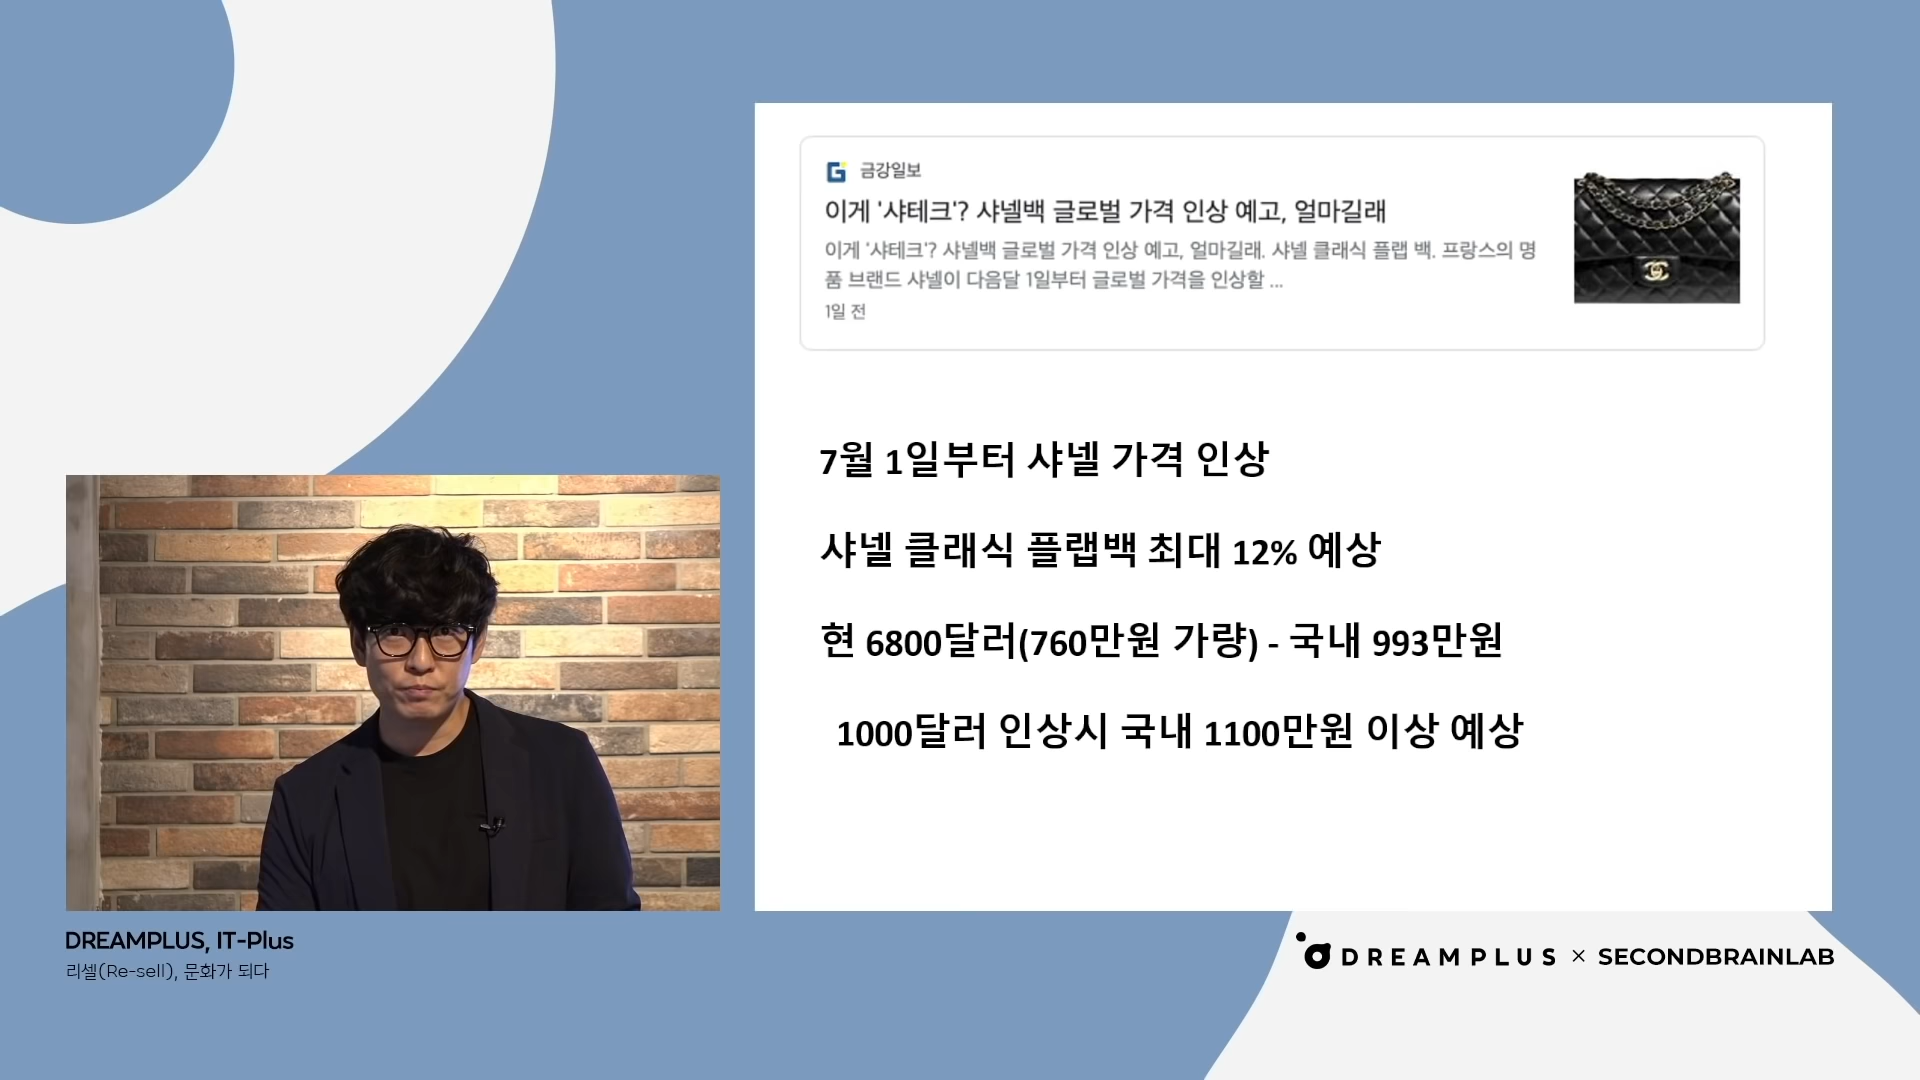 금강일보
이게 '샤테크'? 샤넬백 글로벌 가격 인상 예고, 얼마길래
이게 '샤테크'? 샤넬백 글로벌 가격 인상 예고, 얼마길래. 샤넬 클래식 플랩 백. 프랑스의 명
품 브랜드 샤넬이 다음달 1일부터 글로벌 가격을 인상할 ...
1일 전
7월 1일부터 샤넬 가격 인상
샤넬 클래식 플랩백 최대 12% 예상
현 6800달러(760만원 가량) - 국내 993만원
1000달러 인상시 국내 1100만원 이상 예상
DREAMPLUS, IT-Plus
리셀(Re-sell), 문화가 되다
DREAMPLUS × SECONDBRAINLAB